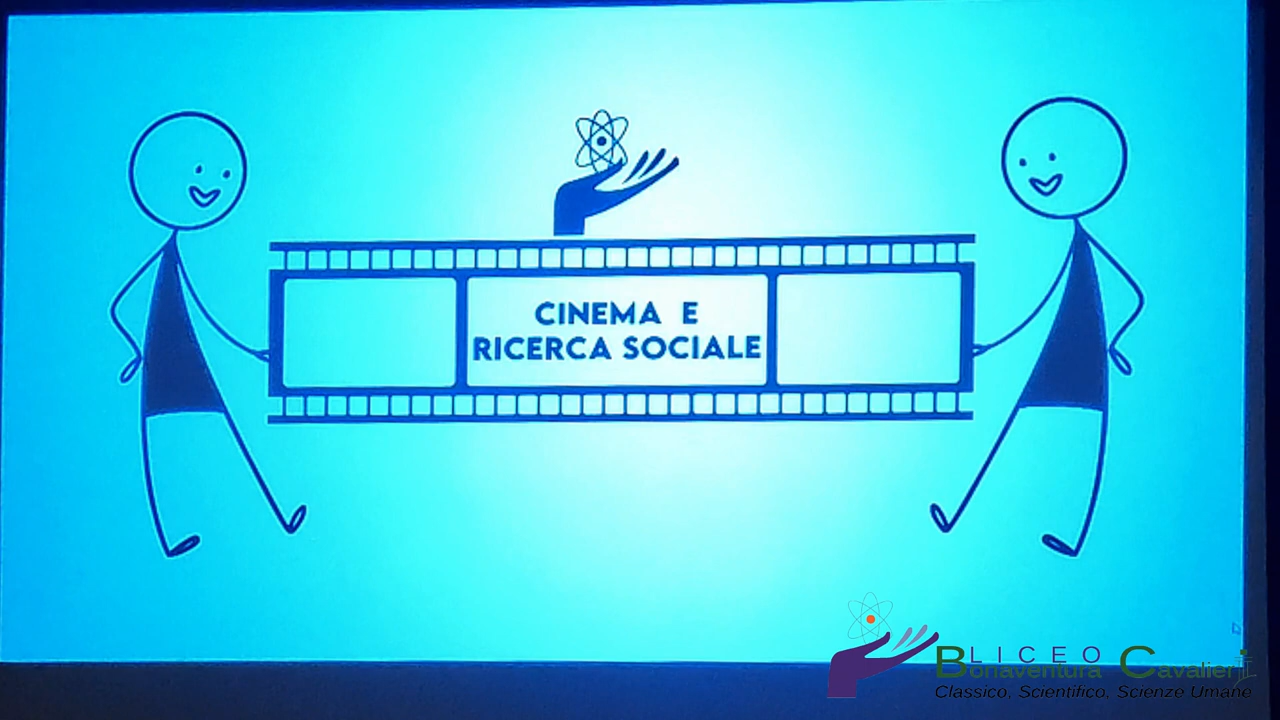 CINEMA E
RICERCA SOCIALE
LICEO
Bonaventura Cavalieri
Classico, Scientifico, Scienze Umane